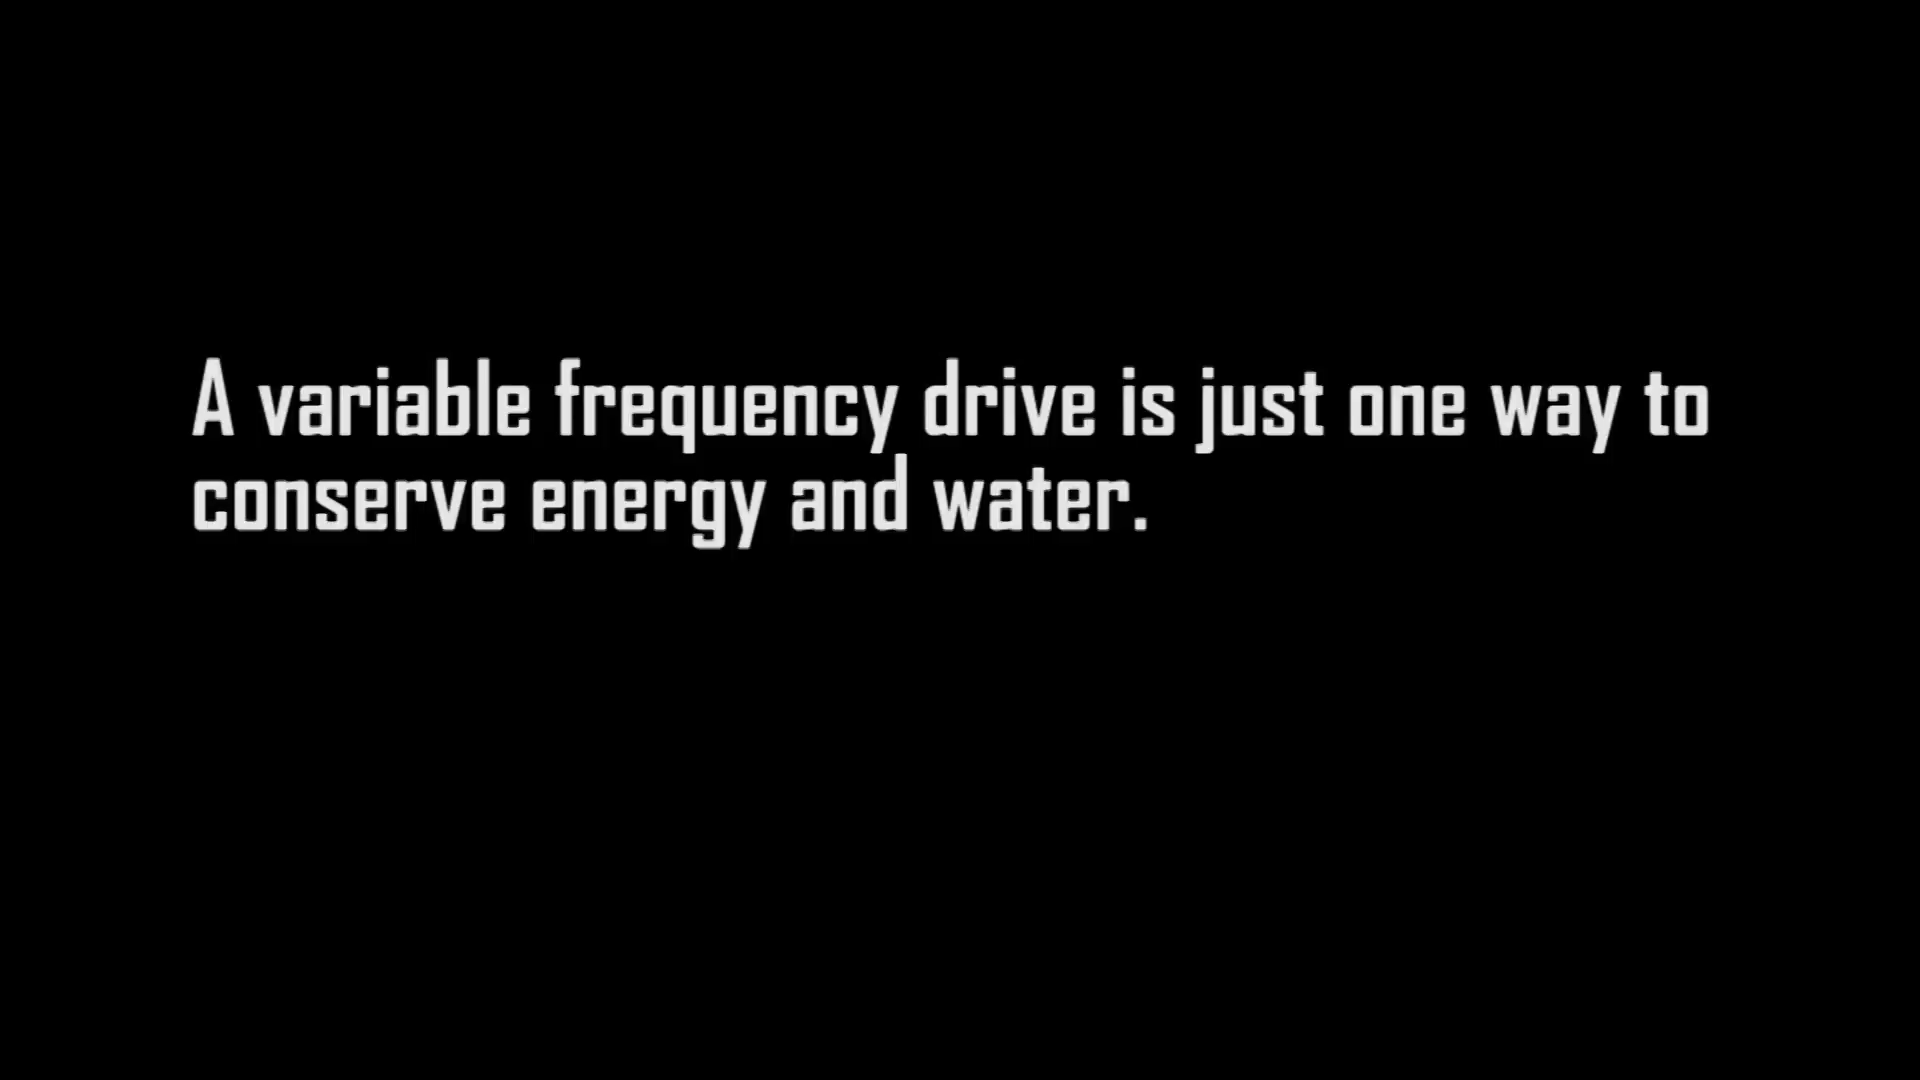 A variable frequency drive is just one way to
conserve energy and water.